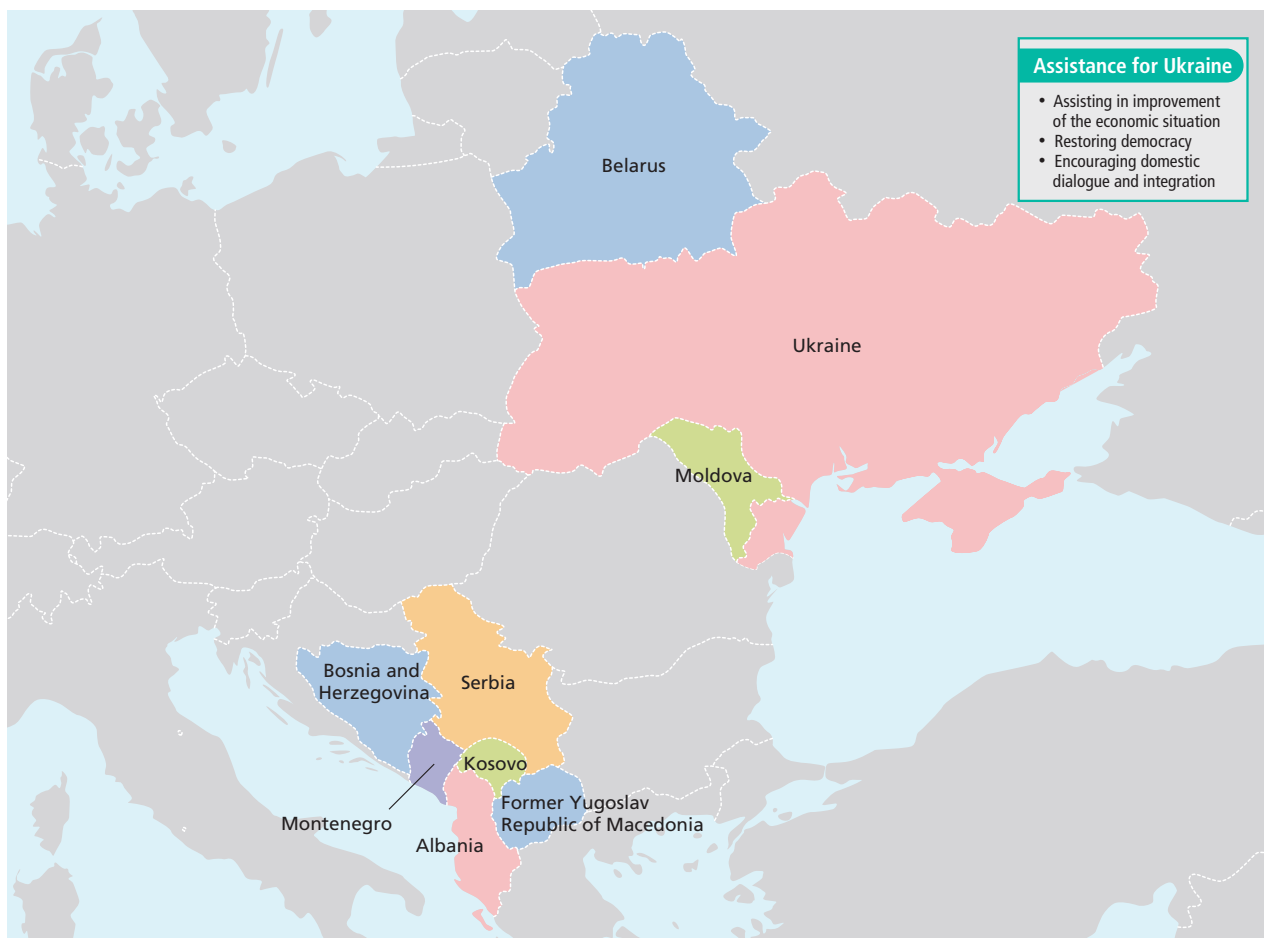 Assistance for Ukraine
• Assisting in improvement
of the economic situation
• Restoring democracy
• Encouraging domestic
dialogue and integration
Belarus
Ukraine
Moldova
Bosnia and
Herzegovina
Serbia
Kosovo
Montenegro
Former Yugoslav
Republic of Macedonia
Albania